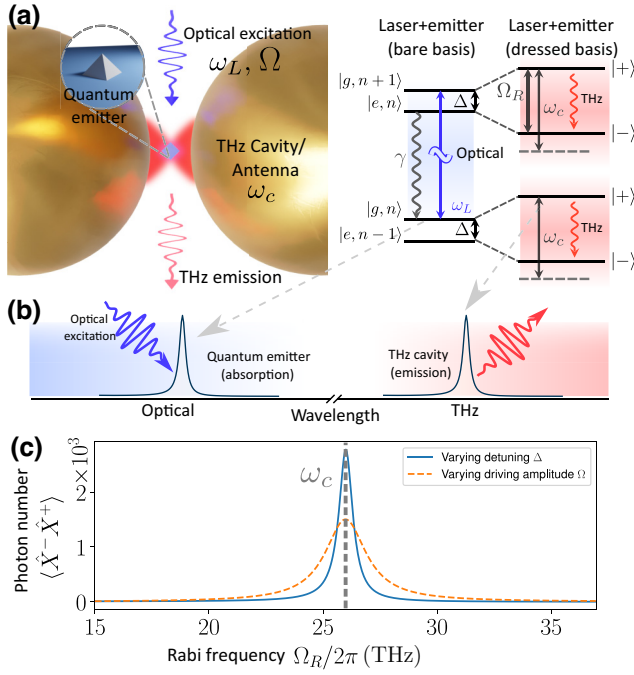 (a)
Optical excitation
ω_L, Ω
Quantum
emitter
THz Cavity/
Antenna
ω_c
THz emission
Laser+emitter
(bare basis)
Laser+emitter
(dressed basis)
|g, n + 1⟩
|e, n⟩
Δ
γ
Optical
ω_L
|g, n⟩
|e, n − 1⟩
Δ
|+⟩
Ω_R
ω_c
THz
|−⟩
|+⟩
ω_c
THz
|−⟩
(b)
Optical
excitation
Quantum emitter
(absorption)
THz cavity
(emission)
Optical
Wavelength
THz
(c)
Photon number
⟨X̂⁻X̂⁺⟩
2×10³
1
0
ω_c
Varying detuning Δ
Varying driving amplitude Ω
15
20
25
30
35
Rabi frequency Ω_R/2π (THz)